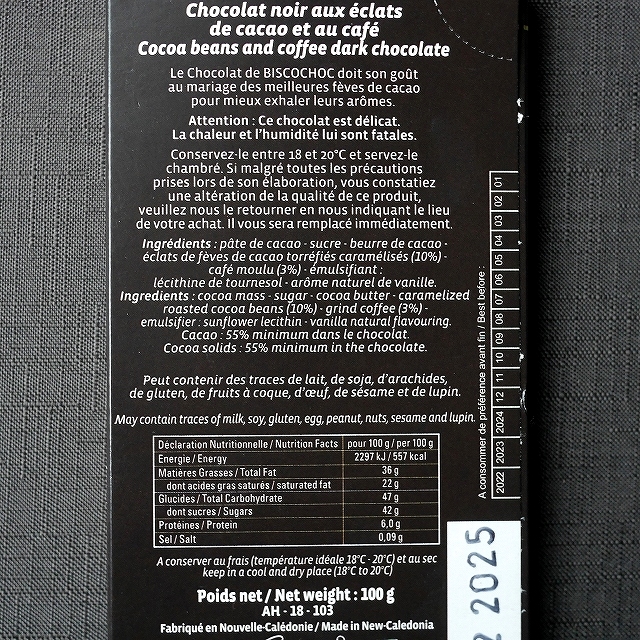 Chocolat noir aux éclats
de cacao et au café
Cocoa beans and coffee dark chocolate
Le Chocolat de BISCOCHOC doit son goût
au mariage des meilleures fèves de cacao
pour mieux exhaler leurs arômes.
Attention : Ce chocolat est délicat.
La chaleur et l'humidité lui sont fatales.
Conservez-le entre 18 et 20°C et servez-le
chambré. Si malgré toutes les précautions
prises lors de son élaboration, vous constatiez
une altération de la qualité de ce produit,
veuillez nous le retourner en nous indiquant le lieu
de votre achat. Il vous sera remplacé immédiatement.
Ingrédients : pâte de cacao - sucre - beurre de cacao -
éclats de fèves de cacao torréfiés caramélisés (10%) -
café moulu (3%) - émulsifiant :
lécithine de tournesol - arôme naturel de vanille.
Ingredients : cocoa mass - sugar - cocoa butter - caramelized
roasted cocoa beans (10%) - grind coffee (3%) -
emulsifier : sunflower lecithin - vanilla natural flavouring.
Cacao : 55% minimum dans le chocolat.
Cocoa solids : 55% minimum in the chocolate.
Peut contenir des traces de lait, de soja, d'arachides,
de gluten, de fruits à coque, d'œuf, de sésame et de lupin.
May contain traces of milk, soy, gluten, egg, peanut, nuts, sesame and lupin.
Déclaration Nutritionnelle / Nutrition Facts pour 100 g / per 100 g
Energie / Energy 2297 kJ / 557 kcal
Matières Grasses / Total Fat 36 g
dont acides gras saturés / saturated fat 22 g
Glucides / Total Carbohydrate 47 g
dont sucres / Sugars 42 g
Protéines / Protein 6,0 g
Sel / Salt 0,09 g
A conserver au frais (température idéale 18°C - 20°C) et au sec
keep in a cool and dry place (18°C to 20°C)
Poids net / Net weight : 100 g
AH - 18 - 103
Fabriqué en Nouvelle-Calédonie / Made in New-Caledonia
A consommer de préférence avant fin / Best before :
2022 2023 2024 12 11 10 09 08 07 06 05 04 03 02 01
2025